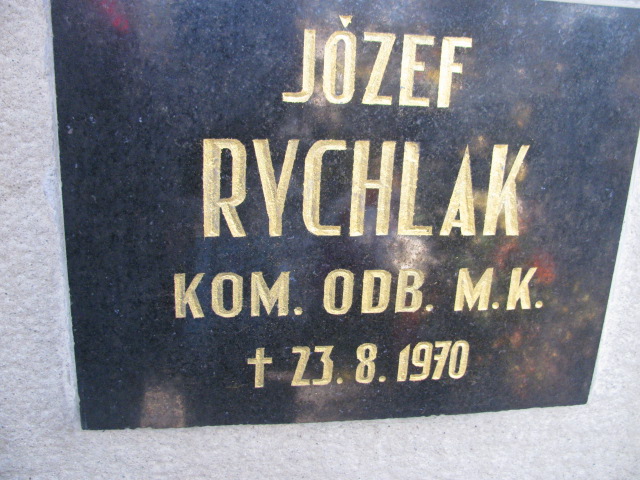 JÓZEF
RYCHLAK
KOM. ODB. M.K.
✝ 23. 8. 1970